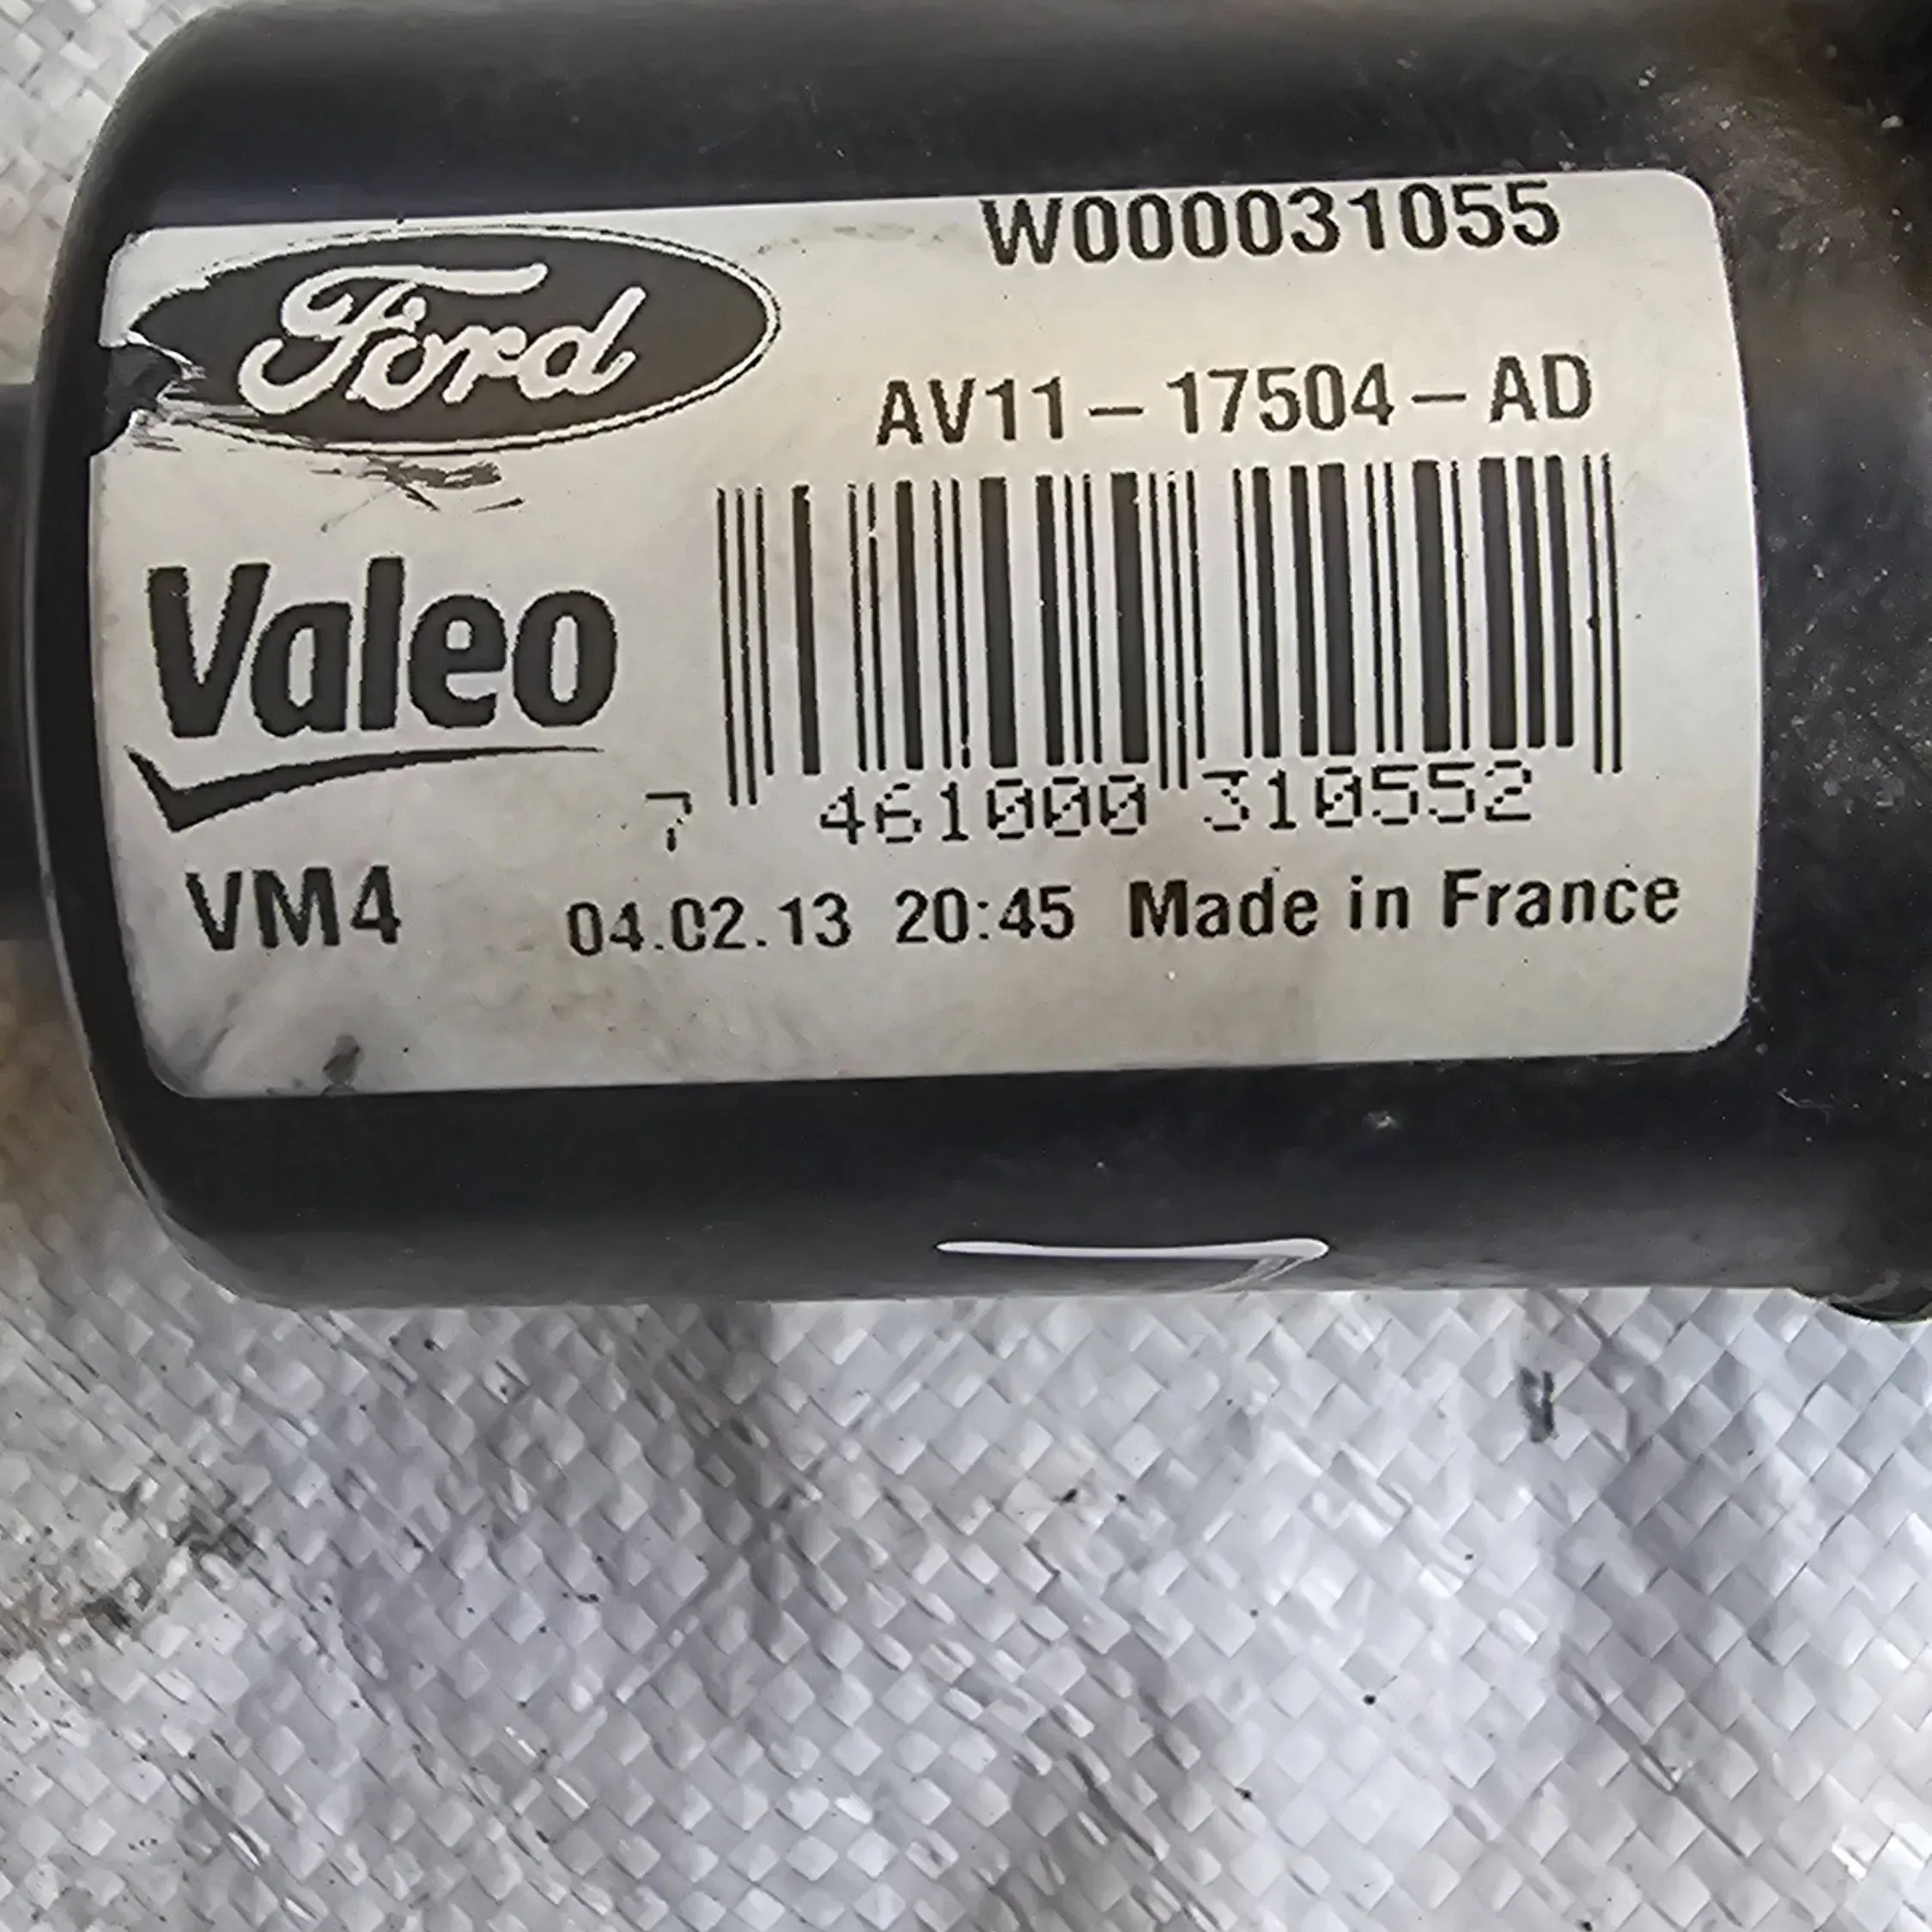 W000031055
Ford
AV11-17504-AD
Valeo
7 461000 310552
VM4 04.02.13 20:45 Made in France